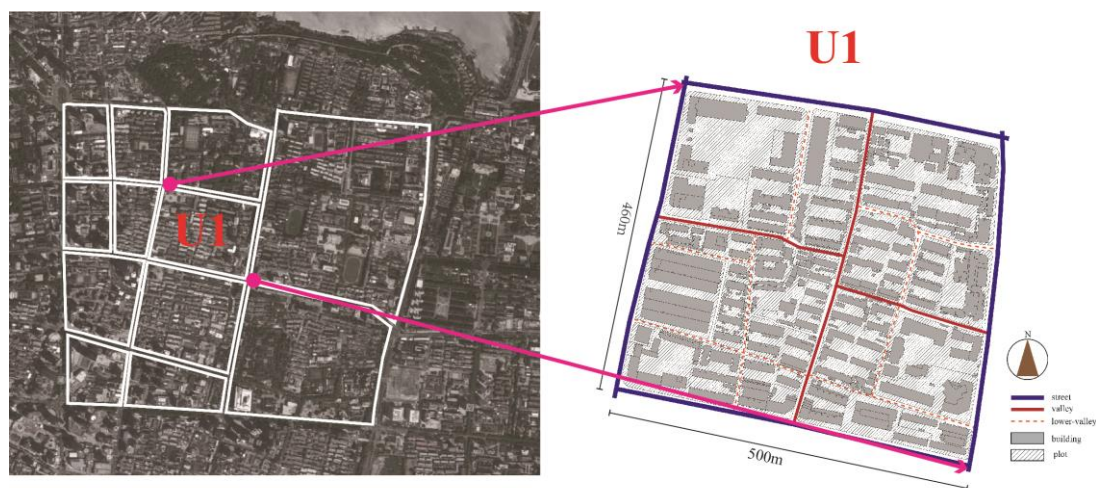 U1
U1
460m
500m
N
street
valley
lower-valley
building
plot